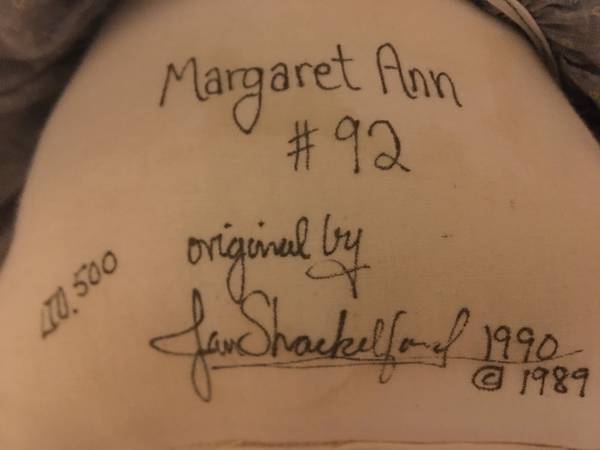 Margaret Ann
#92
original by
LTD. 500
Jan Shackelford 1990
© 1989